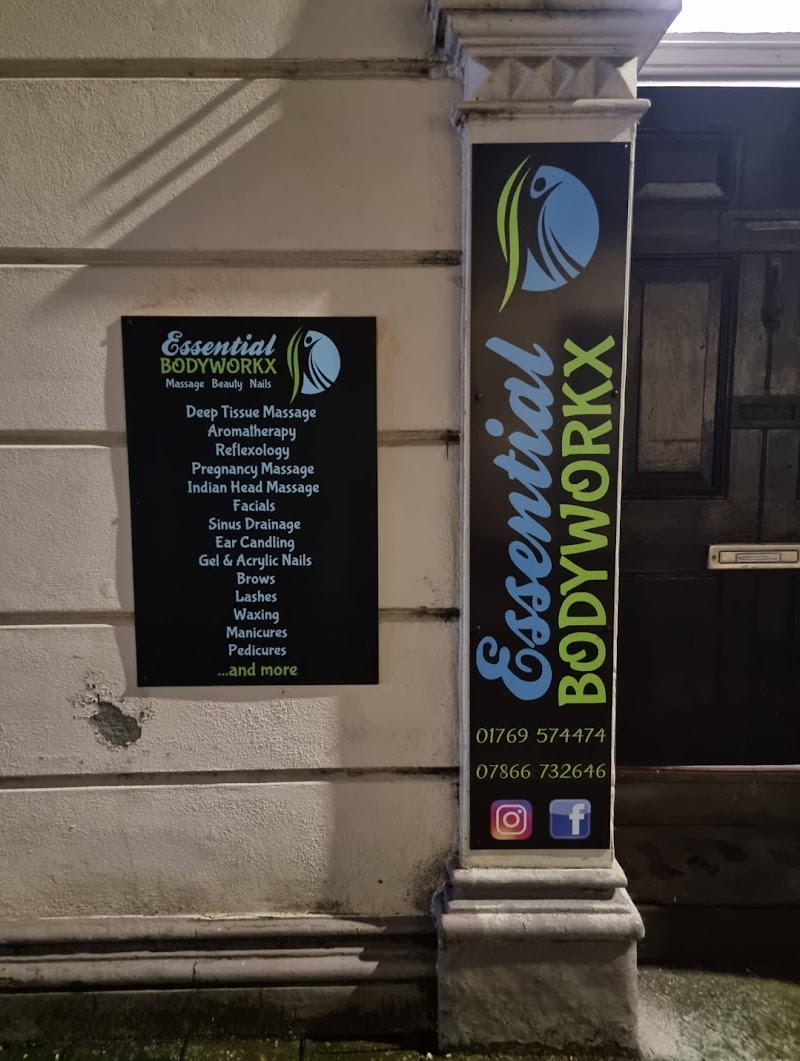 Essential
BODYWORKX
Massage Beauty Nails
Deep Tissue Massage
Aromatherapy
Reflexology
Pregnancy Massage
Indian Head Massage
Facials
Sinus Drainage
Ear Candling
Gel & Acrylic Nails
Brows
Lashes
Waxing
Manicures
Pedicures
...and more
Essential
BODYWORKX
01769 574474
07866 732646
f
NO